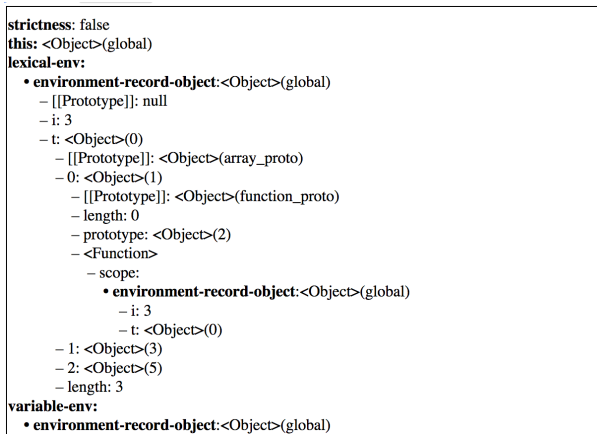 strictness: false
this: <Object>(global)
lexical-env:
• environment-record-object:<Object>(global)
– [[Prototype]]: null
– i: 3
– t: <Object>(0)
– [[Prototype]]: <Object>(array_proto)
– 0: <Object>(1)
– [[Prototype]]: <Object>(function_proto)
– length: 0
– prototype: <Object>(2)
– <Function>
– scope:
• environment-record-object:<Object>(global)
– i: 3
– t: <Object>(0)
– 1: <Object>(3)
– 2: <Object>(5)
– length: 3
variable-env:
• environment-record-object:<Object>(global)